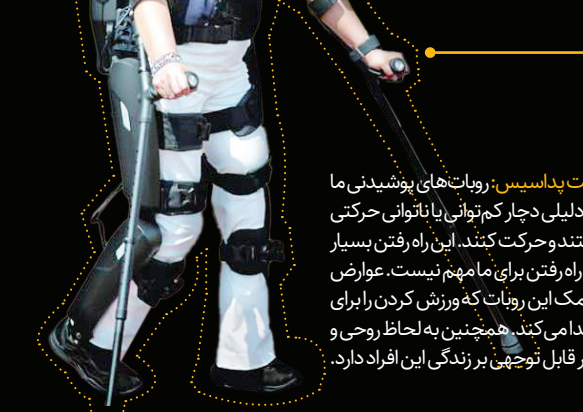 ت پداسیس: روبات‌های پوشیدنی ما
دلیلی دچار کم‌توانی یا ناتوانی حرکتی
ستند و حرکت کنند. این راه رفتن بسیار
راه رفتن برای ما مهم نیست. عوارض
مک این روبات که ورزش کردن را برای
دا می‌کند. همچنین به لحاظ روحی و
ر قابل توجهی بر زندگی این افراد دارد.